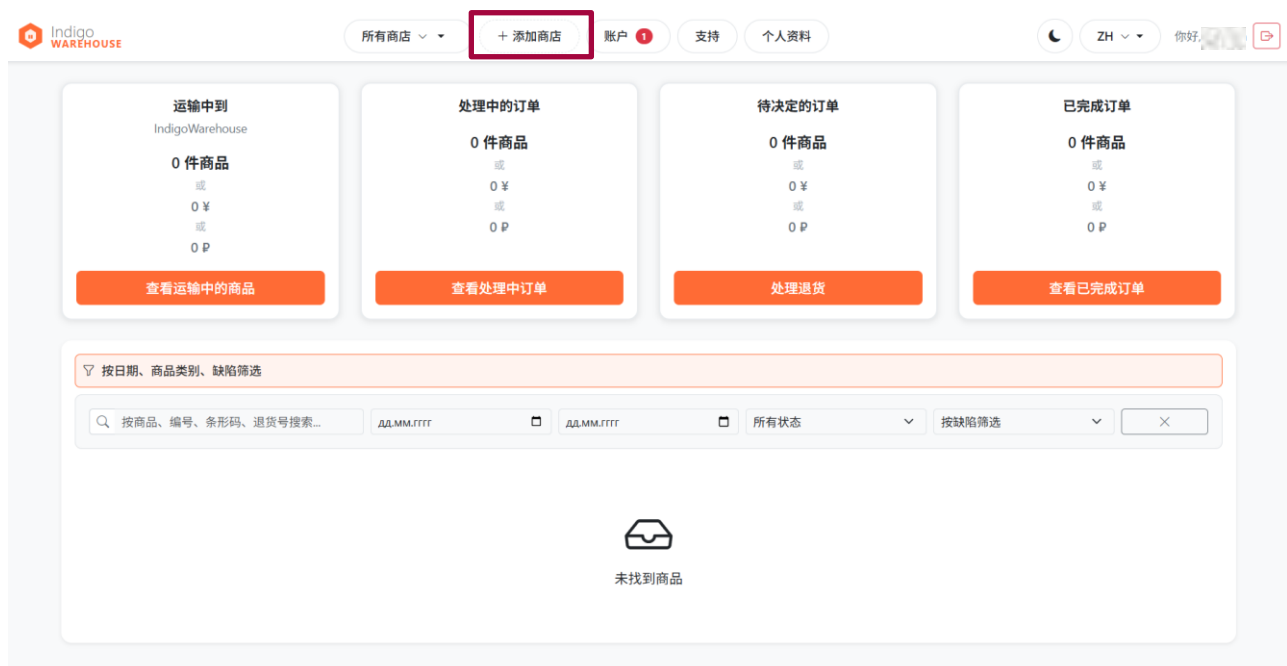 Indigo
WAREHOUSE
所有商店
+ 添加商店
账户 1
支持
个人资料
ZH
你好,
运输中到
IndigoWarehouse
0 件商品
或
0 ¥
或
0 ₽
查看运输中的商品
处理中的订单
0 件商品
或
0 ¥
或
0 ₽
查看处理中订单
待决定的订单
0 件商品
或
0 ¥
或
0 ₽
处理退货
已完成订单
0 件商品
或
0 ¥
或
0 ₽
查看已完成订单
按日期、商品类别、缺陷筛选
按商品、编号、条形码、退货号搜索...
дд.мм.гггг
дд.мм.гггг
所有状态
按缺陷筛选
未找到商品